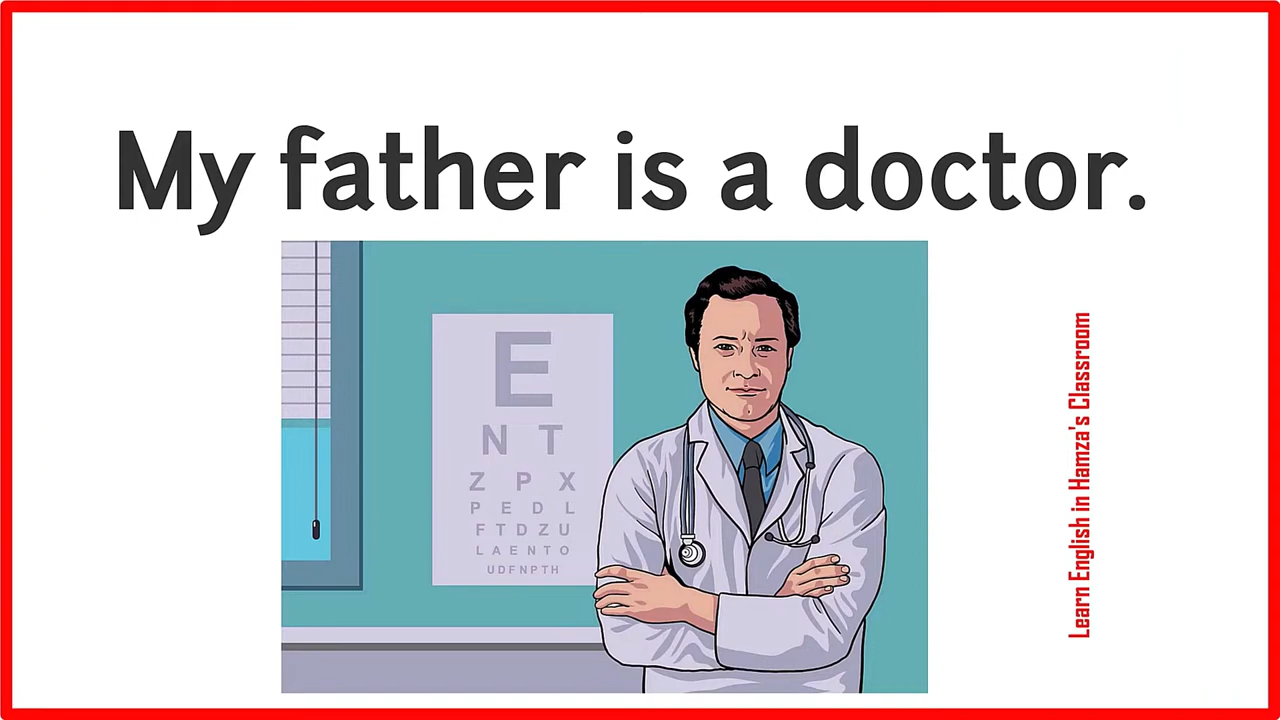 My father is a doctor.
E
N T
Z P X
P E D L
F T D Z U
L A E N T O
U D F N P T H
Learn English in Hamza's Classroom